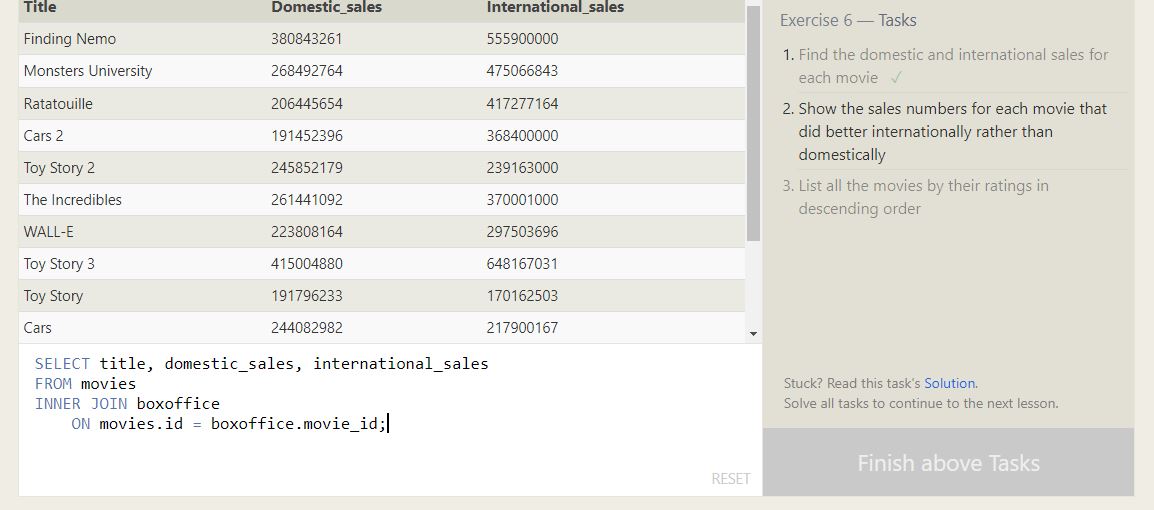 Title Domestic_sales International_sales
Finding Nemo 380843261 555900000
Monsters University 268492764 475066843
Ratatouille 206445654 417277164
Cars 2 191452396 368400000
Toy Story 2 245852179 239163000
The Incredibles 261441092 370001000
WALL-E 223808164 297503696
Toy Story 3 415004880 648167031
Toy Story 191796233 170162503
Cars 244082982 217900167
SELECT title, domestic_sales, international_sales
FROM movies
INNER JOIN boxoffice
ON movies.id = boxoffice.movie_id;
RESET
Exercise 6 — Tasks
1. Find the domestic and international sales for
each movie ✓
2. Show the sales numbers for each movie that
did better internationally rather than
domestically
3. List all the movies by their ratings in
descending order
Stuck? Read this task's Solution.
Solve all tasks to continue to the next lesson.
Finish above Tasks